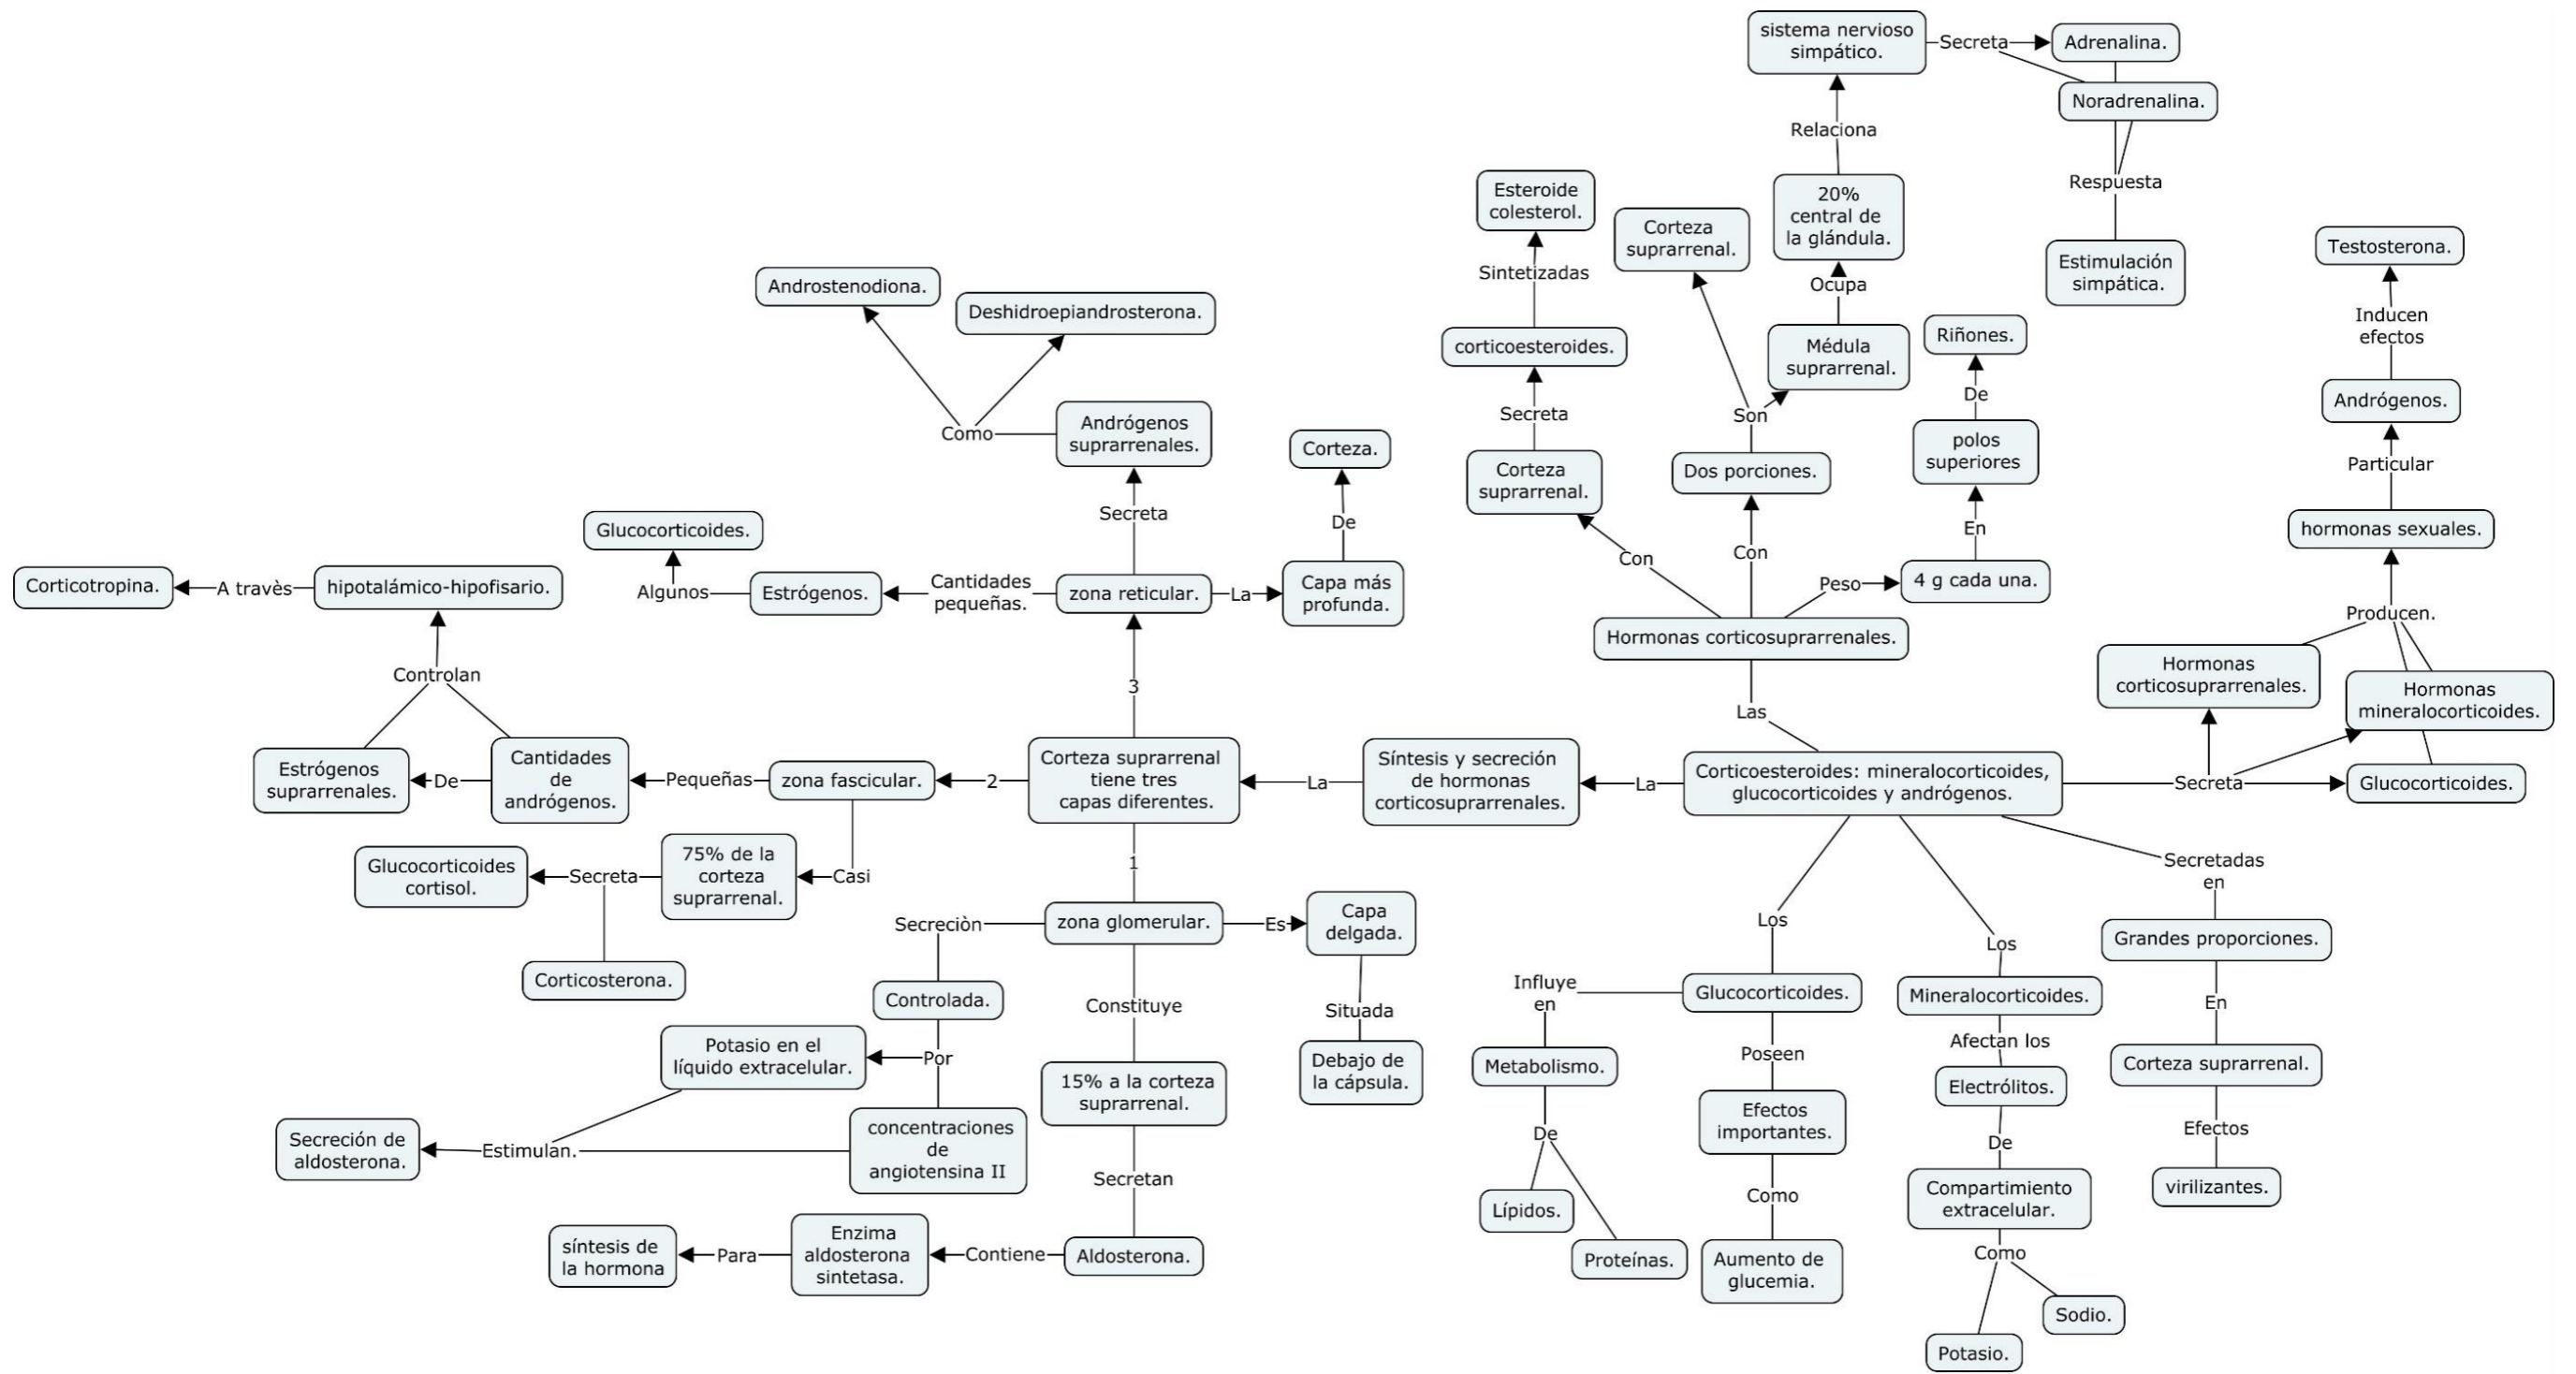 sistema nervioso
simpático.
Secreta
Adrenalina.
Noradrenalina.
Respuesta
Estimulación
simpática.
Relaciona
20%
central de
la glándula.
Ocupa
Médula
suprarrenal.
Esteroide
colesterol.
Sintetizadas
corticoesteroides.
Secreta
Corteza
suprarrenal.
Con
Corteza
suprarrenal.
Son
Dos porciones.
Con
Riñones.
De
polos
superiores
En
4 g cada una.
Peso
Hormonas corticosuprarrenales.
Las
Testosterona.
Inducen
efectos
Andrógenos.
Particular
hormonas sexuales.
Producen.
Hormonas
corticosuprarrenales.
Hormonas
mineralocorticoides.
Secreta
Glucocorticoides.
Corticoesteroides: mineralocorticoides,
glucocorticoides y andrógenos.
La
Síntesis y secreción
de hormonas
corticosuprarrenales.
La
Corteza suprarrenal
tiene tres
capas diferentes.
Androstenodiona.
Deshidroepiandrosterona.
Como
Andrógenos
suprarrenales.
Secreta
Corteza.
De
Capa más
profunda.
La
zona reticular.
Cantidades
pequeñas.
Estrógenos.
Algunos
Glucocorticoides.
3
Corticotropina.
A travès
hipotalámico-hipofisario.
Controlan
Estrógenos
suprarrenales.
De
Cantidades
de
andrógenos.
Pequeñas
zona fascicular.
2
Casi
75% de la
corteza
suprarrenal.
Secreta
Glucocorticoides
cortisol.
Corticosterona.
1
zona glomerular.
Es
Capa
delgada.
Situada
Debajo de
la cápsula.
Secreciòn
Controlada.
Por
Potasio en el
líquido extracelular.
concentraciones
de
angiotensina II
Estimulan.
Secreción de
aldosterona.
Constituye
15% a la corteza
suprarrenal.
Secretan
Aldosterona.
Contiene
Enzima
aldosterona
sintetasa.
Para
síntesis de
la hormona
Los
Glucocorticoides.
Influye
en
Metabolismo.
De
Lípidos.
Proteínas.
Poseen
Efectos
importantes.
Como
Aumento de
glucemia.
Los
Mineralocorticoides.
Afectan los
Electrólitos.
De
Compartimiento
extracelular.
Como
Potasio.
Sodio.
Secretadas
en
Grandes proporciones.
En
Corteza suprarrenal.
Efectos
virilizantes.